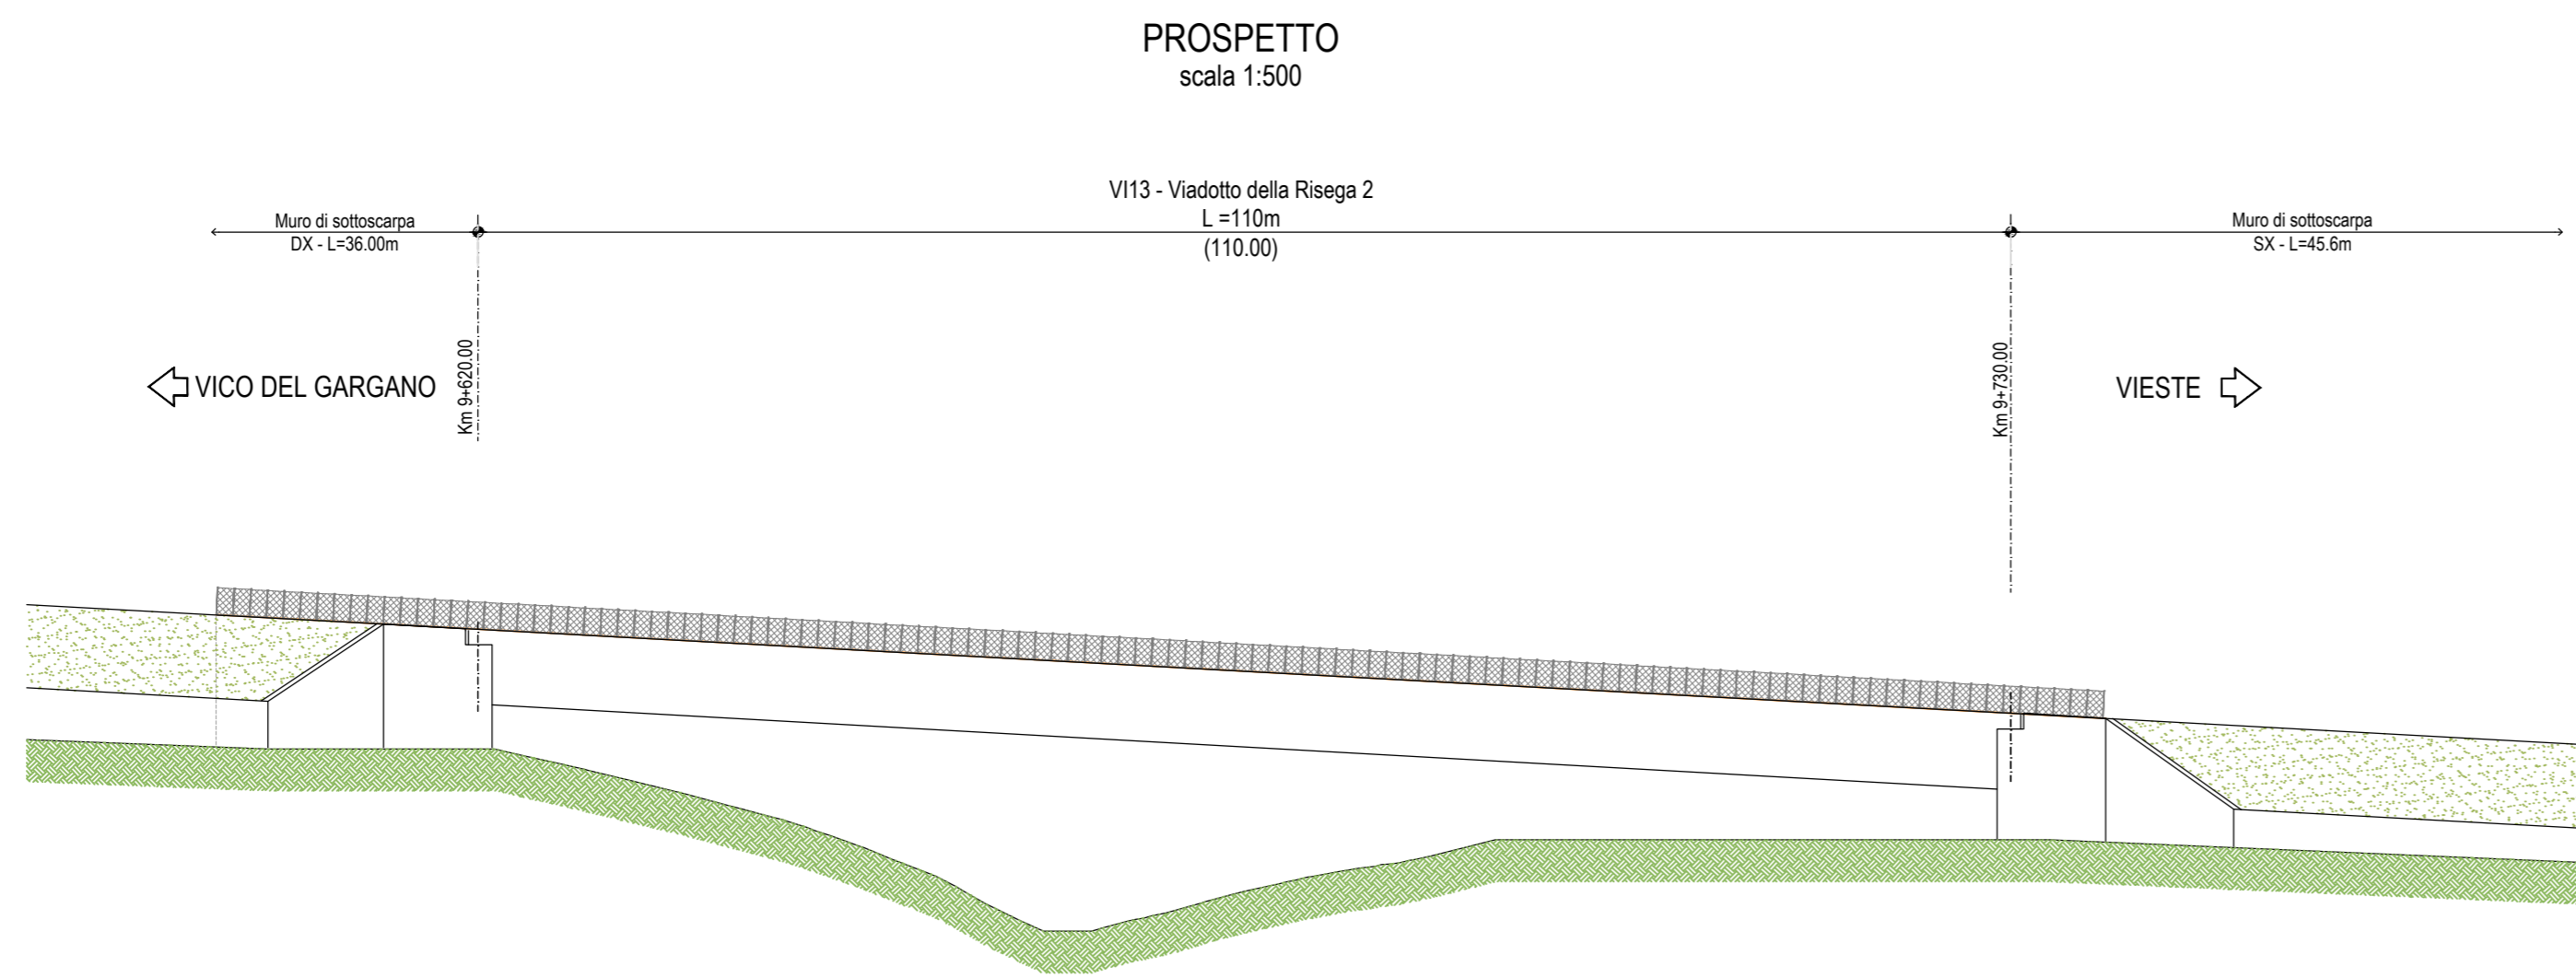 PROSPETTO
scala 1:500
VI13 - Viadotto della Risega 2
L =110m
(110.00)
Muro di sottoscarpa
DX - L=36.00m
Muro di sottoscarpa
SX - L=45.6m
VICO DEL GARGANO
Km 9+620.00
Km 9+730.00
VIESTE